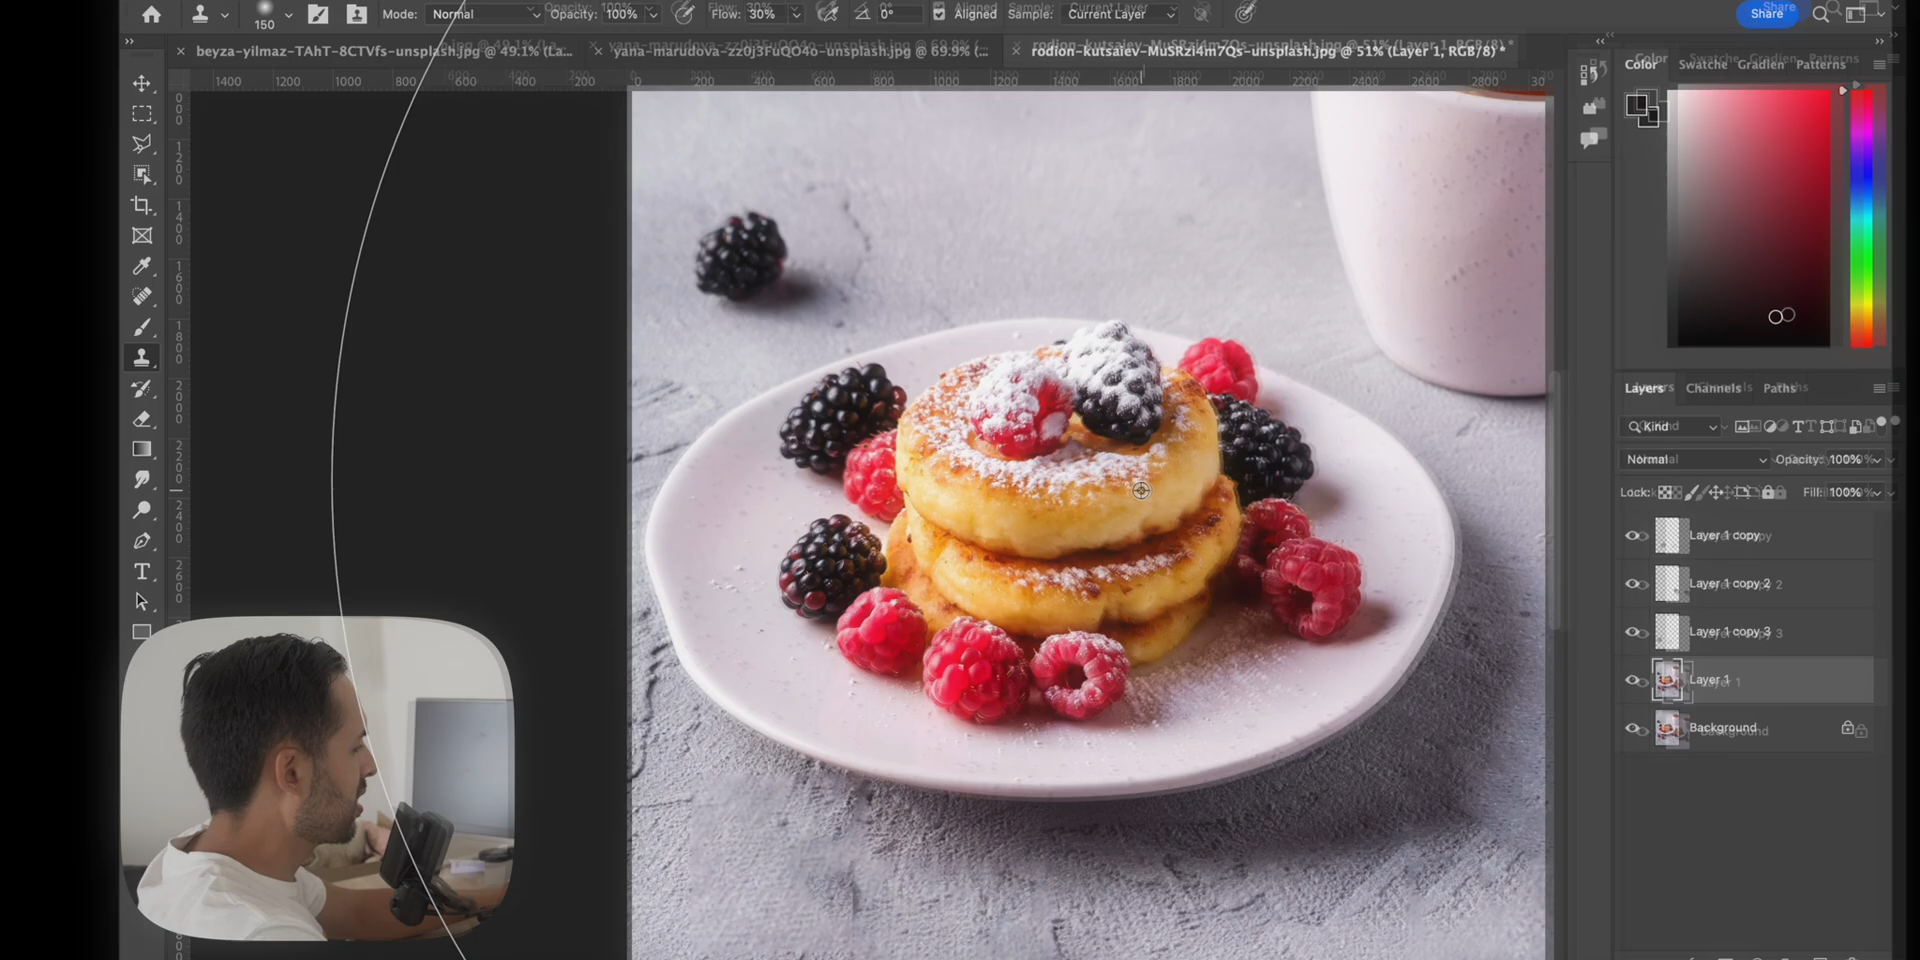 150
Mode: Normal Opacity: 100% Flow: 30% 0° Aligned Sample: Current Layer Share
beyza-yilmaz-TAhT-8CTVfs-unsplash.jpg @ 49.1% (La... yana-marudova-zz0j3FuQO4o-unsplash.jpg @ 69.9% (... rodion-kutsaiev-MuSRzi4m7Qs-unsplash.jpg @ 51% (Layer 1, RGB/8) *
1400 1200 1000 800 600 400 200 0 200 400 600 800 1000 1200 1400 1600 1800 2000 2200 2400 2600 2800 30
Color Swatche Gradien Patterns
Layers Channels Paths
Kind
Normal Opacity: 100%
Lock: Fill: 100%
Layer 1 copy
Layer 1 copy 2
Layer 1 copy 3
Layer 1
Background